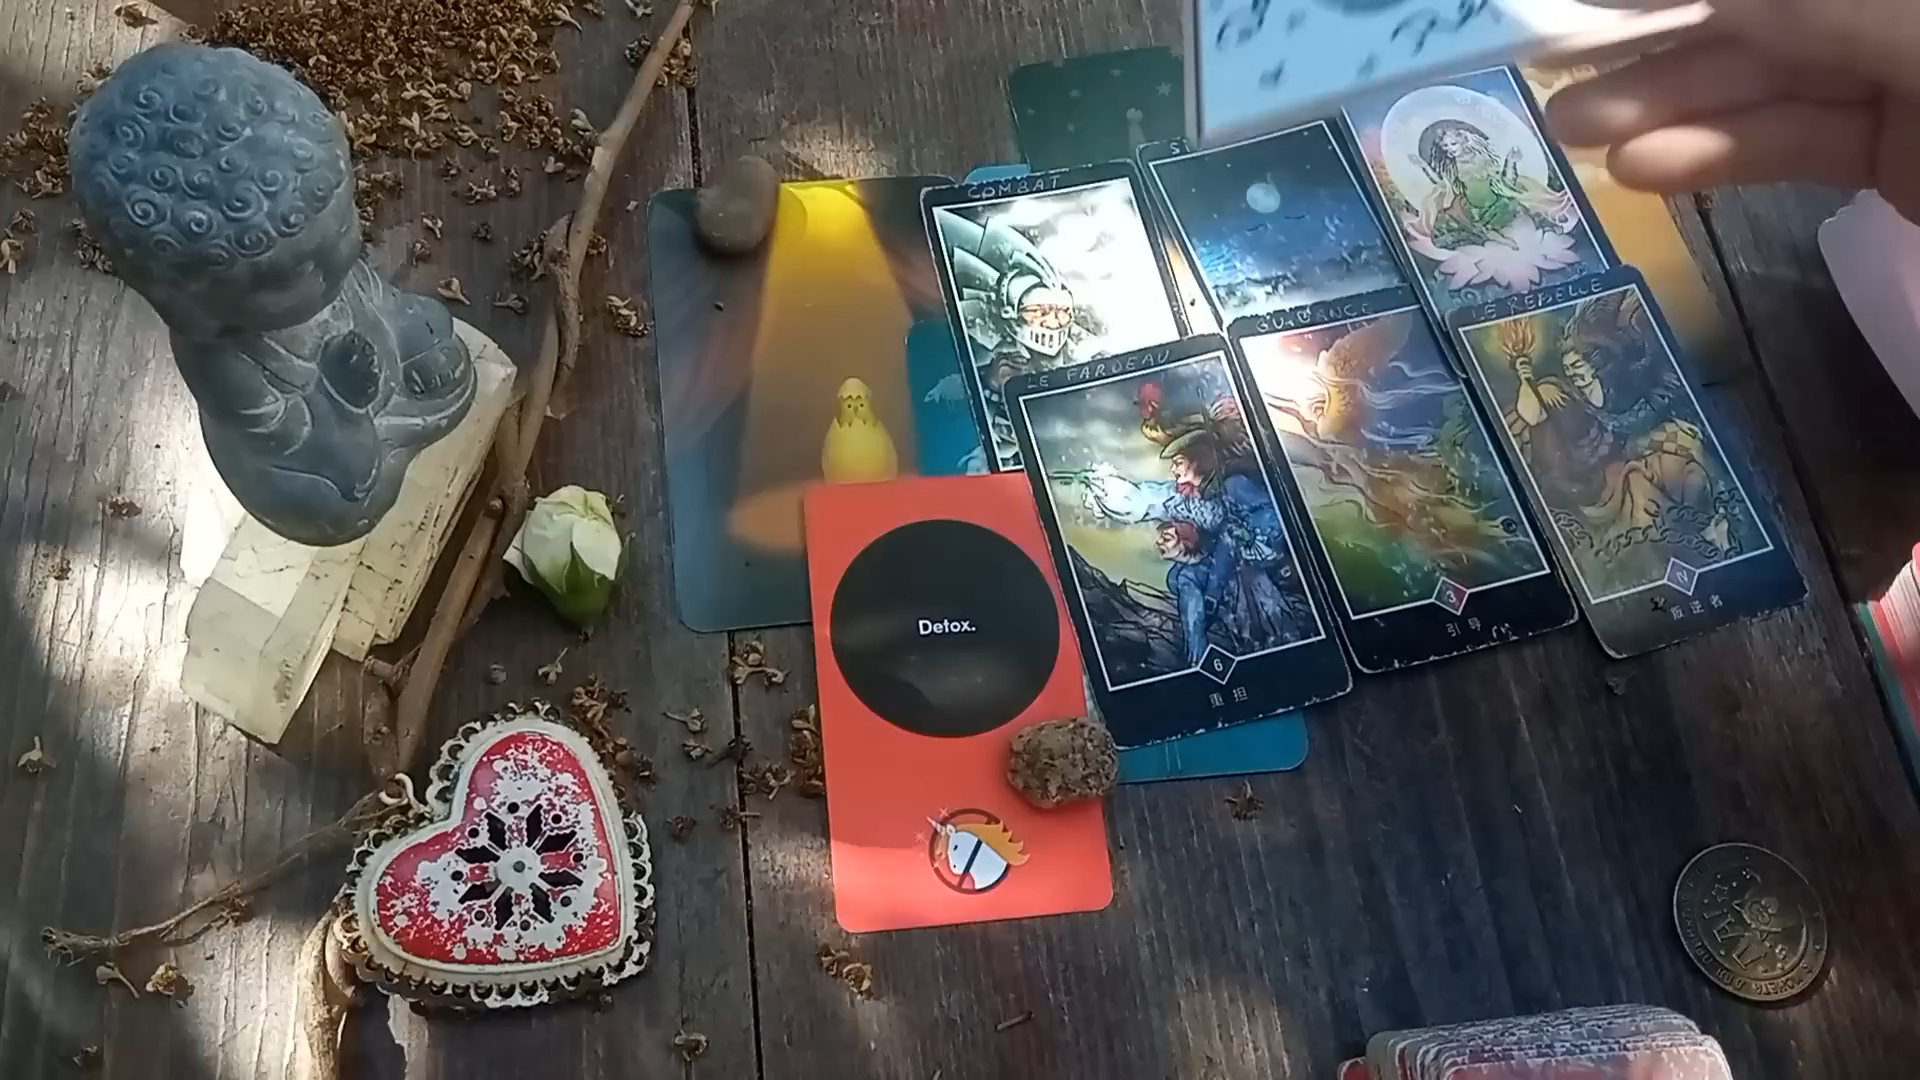 COMBAT
GUIDANCE
LE REBELLE
LE FARDEAU
3
引导
叛逆者
6
重担
Detox.